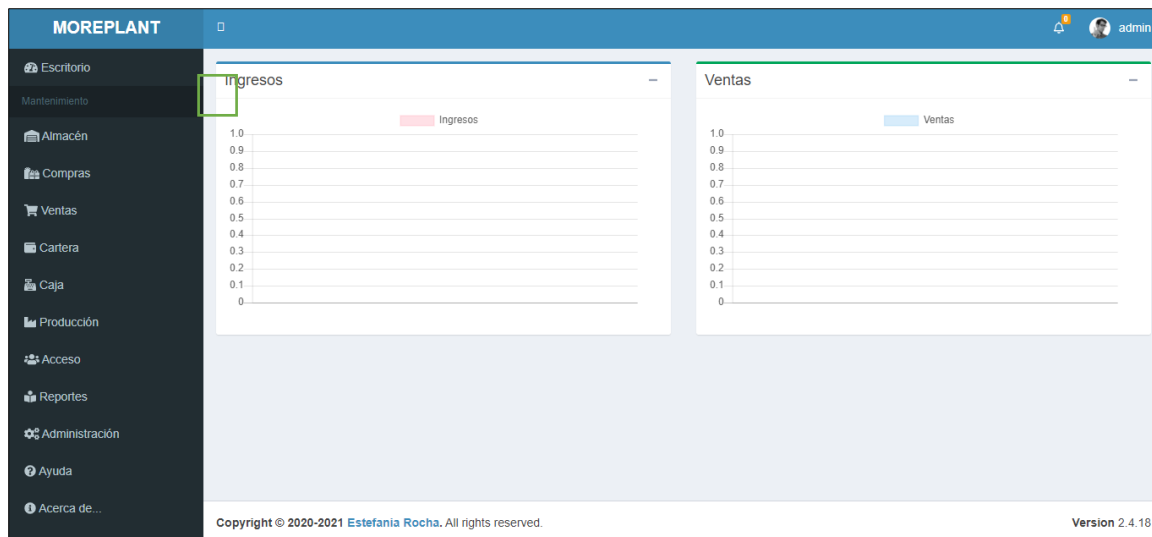 MOREPLANT
0
admin
Escritorio
Mantenimiento
Almacén
Compras
Ventas
Cartera
Caja
Producción
Acceso
Reportes
Administración
Ayuda
Acerca de...
Ingresos
Ingresos
1.0
0.9
0.8
0.7
0.6
0.5
0.4
0.3
0.2
0.1
0
Ventas
Ventas
1.0
0.9
0.8
0.7
0.6
0.5
0.4
0.3
0.2
0.1
0
Copyright © 2020-2021 Estefania Rocha. All rights reserved.
Version 2.4.18